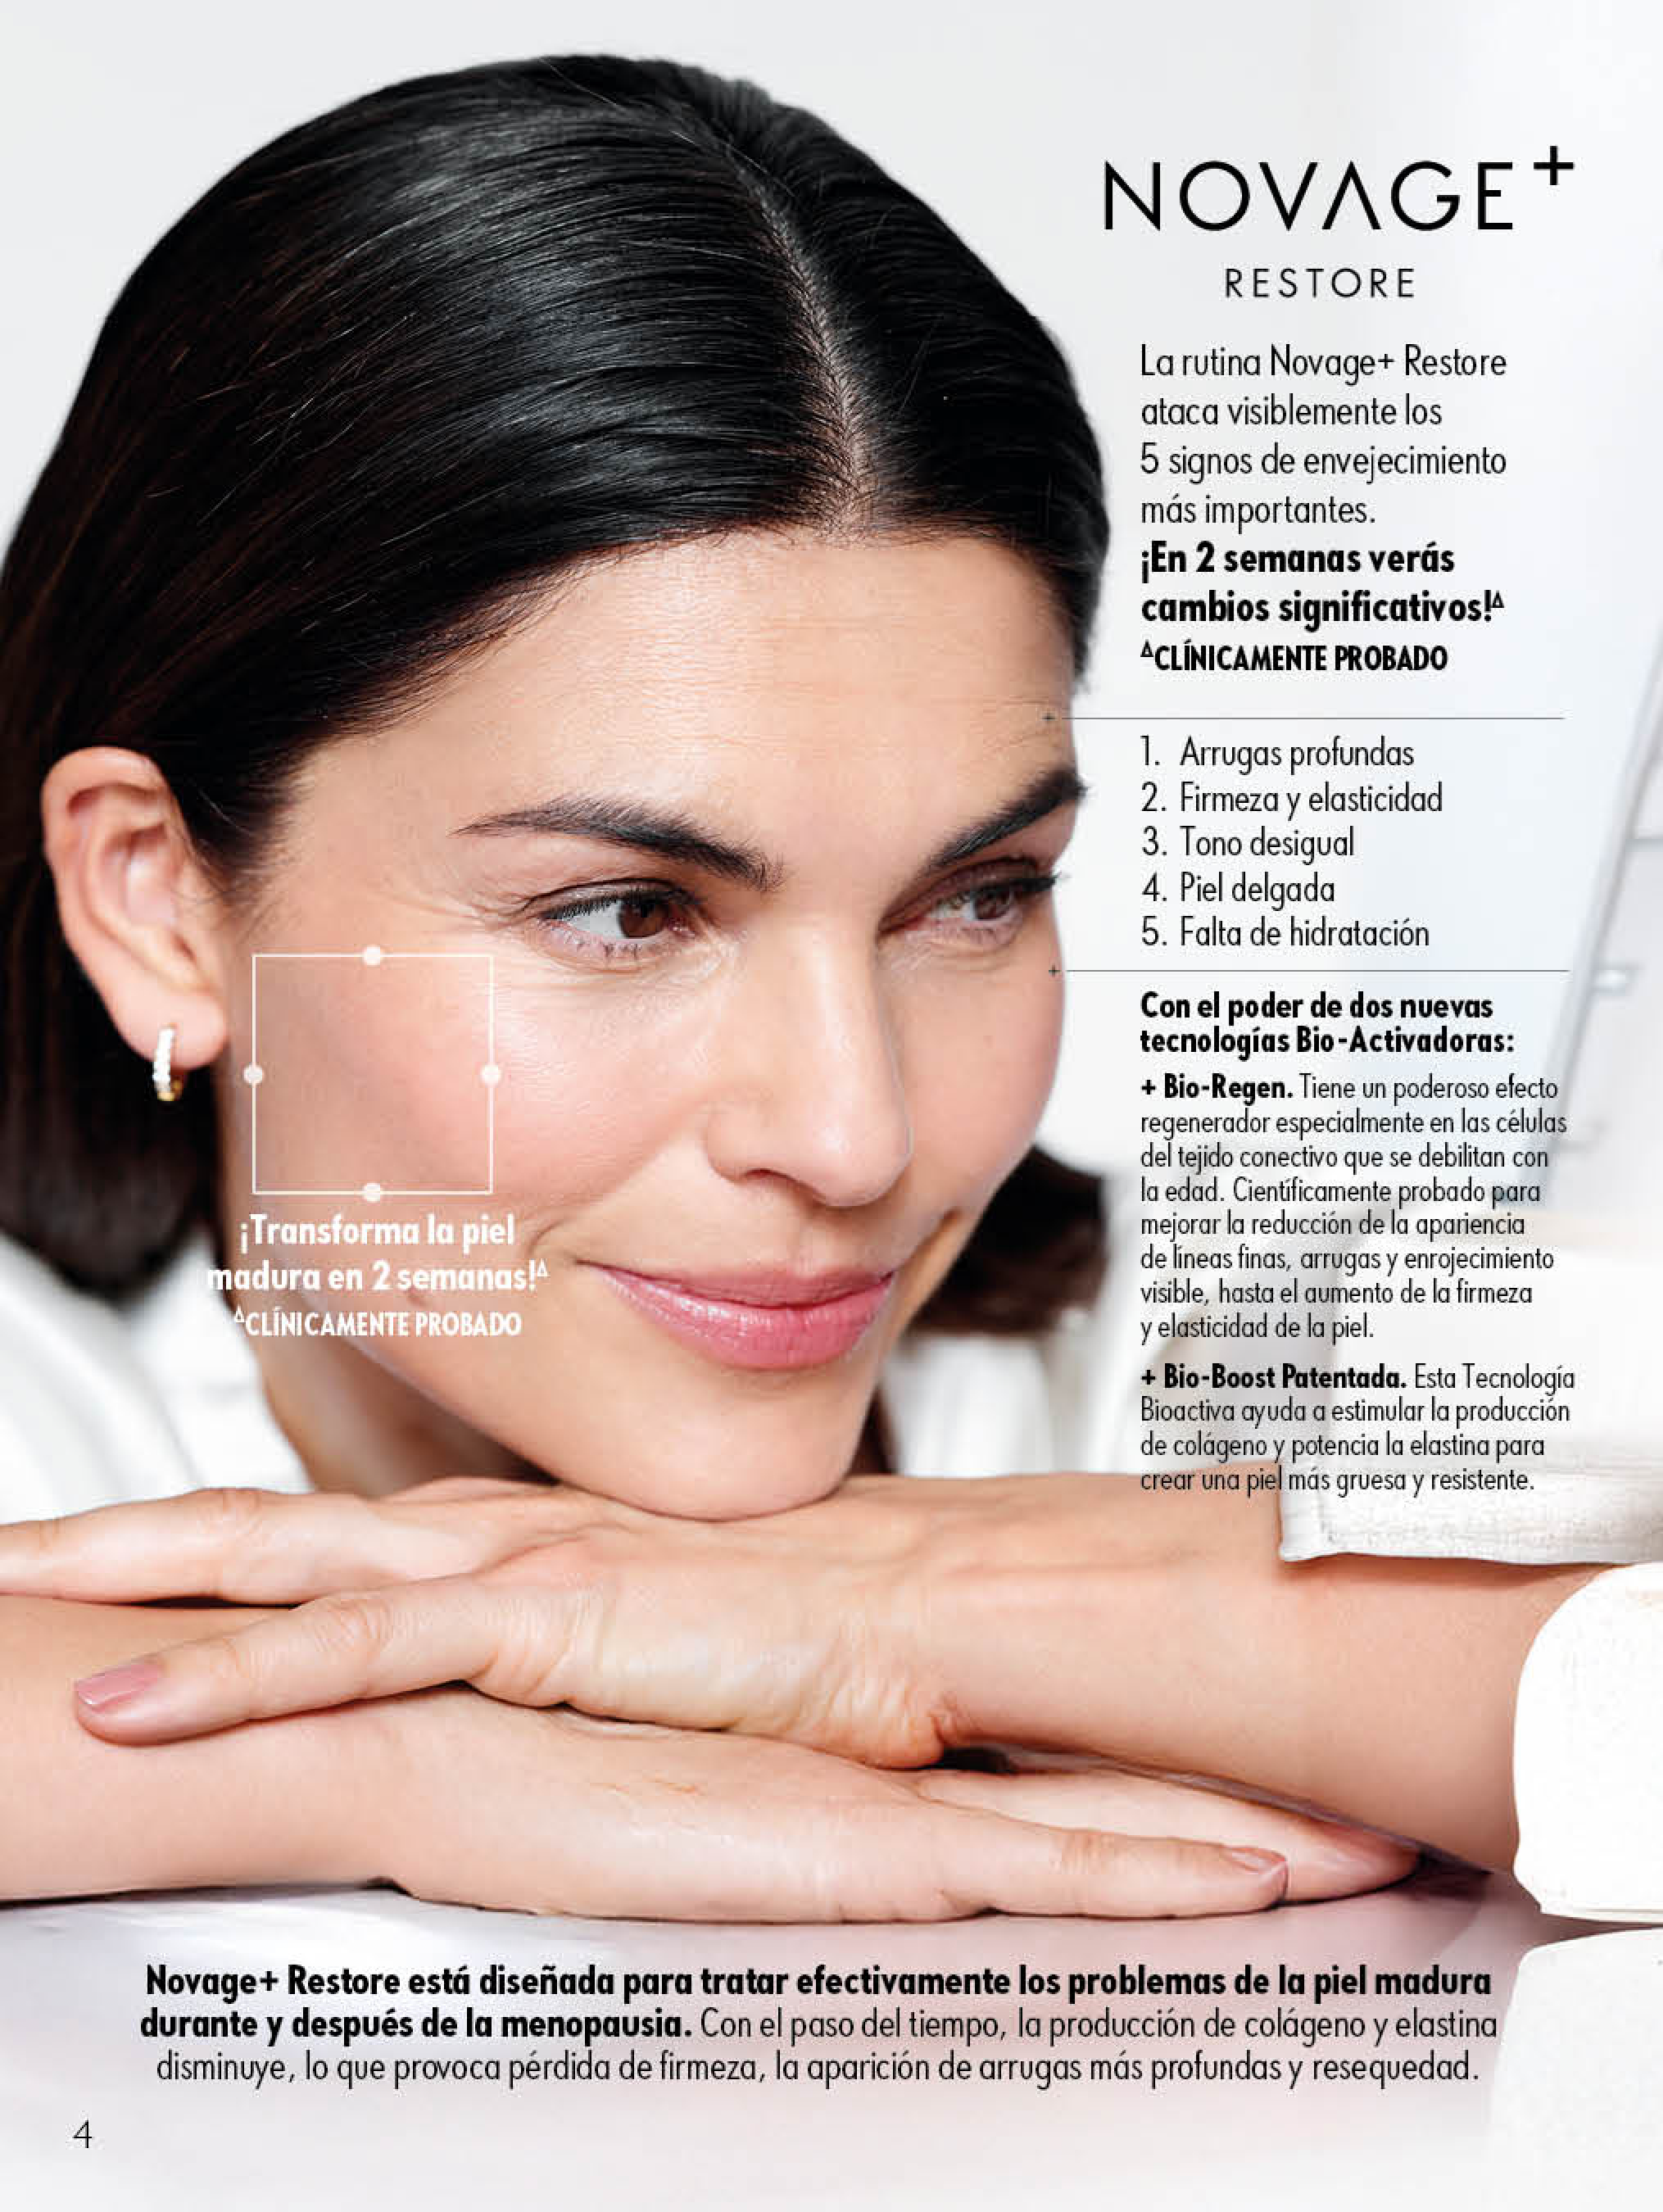 NOVAGE+
RESTORE
La rutina Novage+ Restore
ataca visiblemente los
5 signos de envejecimiento
más importantes.
¡En 2 semanas verás
cambios significativos!∆
∆CLÍNICAMENTE PROBADO
1. Arrugas profundas
2. Firmeza y elasticidad
3. Tono desigual
4. Piel delgada
5. Falta de hidratación
Con el poder de dos nuevas
tecnologías Bio-Activadoras:
+ Bio-Regen. Tiene un poderoso efecto
regenerador especialmente en las células
del tejido conectivo que se debilitan con
la edad. Científicamente probado para
mejorar la reducción de la apariencia
de líneas finas, arrugas y enrojecimiento
visible, hasta el aumento de la firmeza
y elasticidad de la piel.
+ Bio-Boost Patentada. Esta Tecnología
Bioactiva ayuda a estimular la producción
de colágeno y potencia la elastina para
crear una piel más gruesa y resistente.
¡Transforma la piel
madura en 2 semanas!∆
∆CLÍNICAMENTE PROBADO
Novage+ Restore está diseñada para tratar efectivamente los problemas de la piel madura
durante y después de la menopausia. Con el paso del tiempo, la producción de colágeno y elastina
disminuye, lo que provoca pérdida de firmeza, la aparición de arrugas más profundas y resequedad.
4